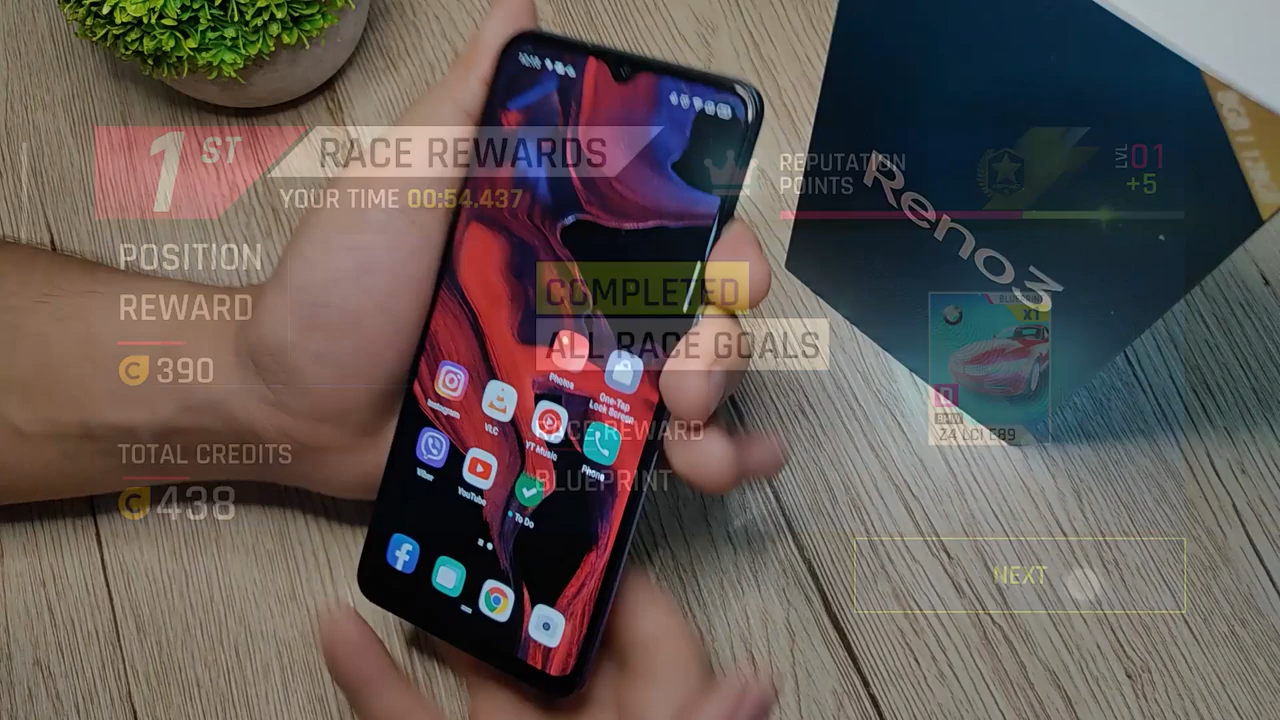 1ST
RACE REWARDS
YOUR TIME 00:54.437
REPUTATION
POINTS
LVL 01
+5
POSITION
REWARD
390
TOTAL CREDITS
438
COMPLETED
ALL RACE GOALS
RACE REWARD
BLUEPRINT
BLUEPRINT
X1
D
BMW
Z4 LCI E89
NEXT
Reno3
Photos
One-Tap
Lock Screen
Instagram
VLC
YT Music
Phone
Viber
YouTube
To Do